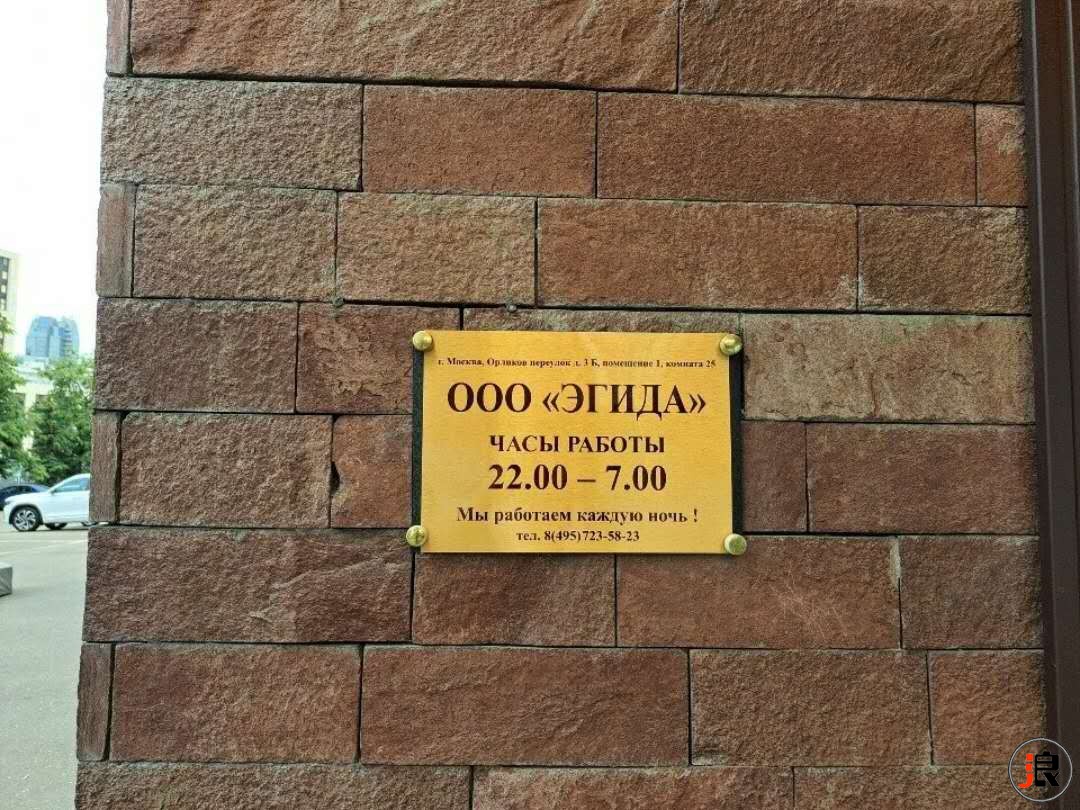 г. Москва, Орликов переулок д. 3 Б, помещение 1, комната 25
ООО «ЭГИДА»
ЧАСЫ РАБОТЫ
22.00 – 7.00
Мы работаем каждую ночь !
тел. 8(495)723-58-23